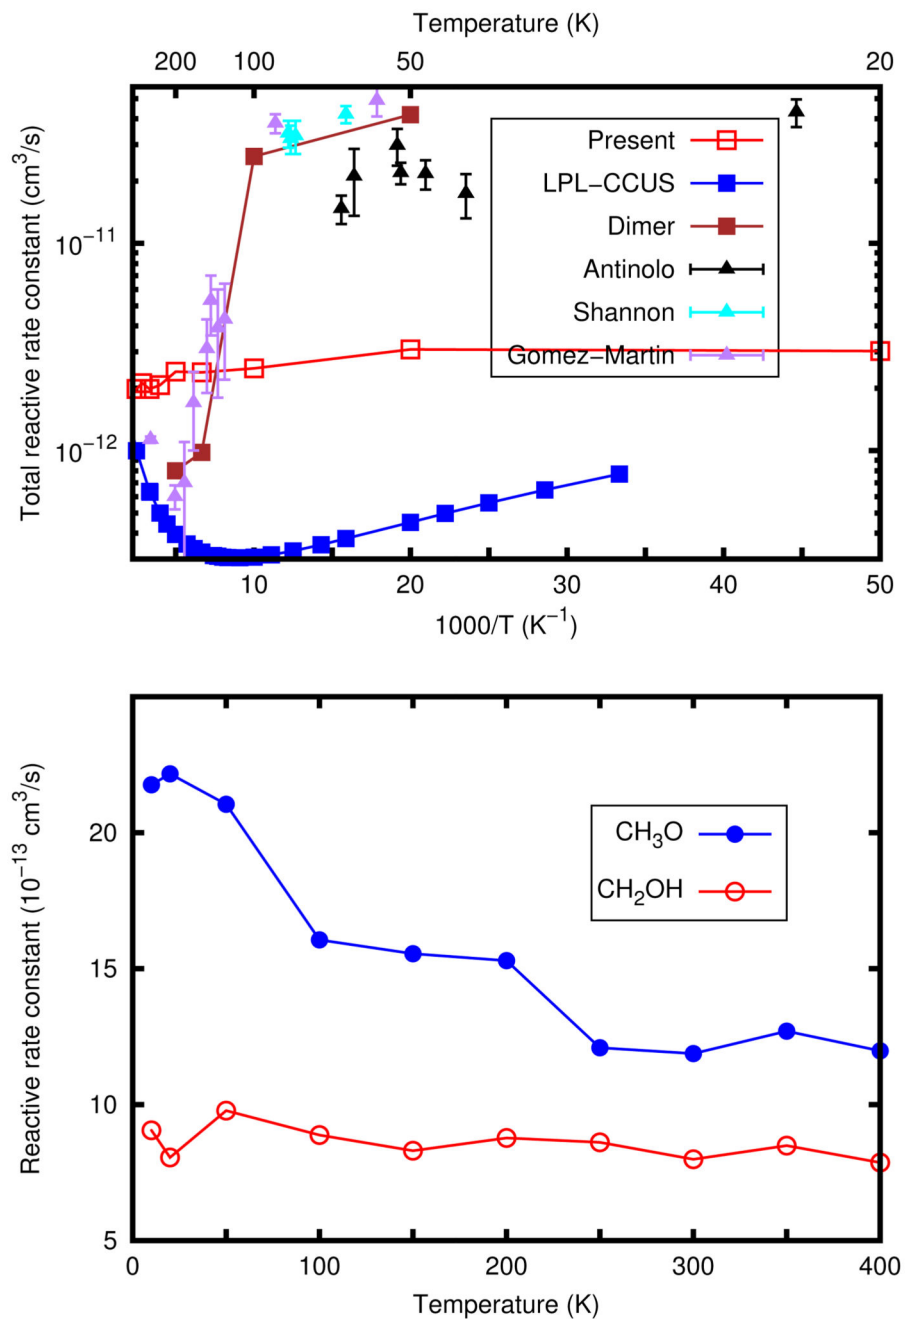 Temperature (K)
200 100 50 20
Total reactive rate constant (cm³/s)
10⁻¹¹
10⁻¹²
Present
LPL−CCUS
Dimer
Antinolo
Shannon
Gomez−Martin
10 20 30 40 50
1000/T (K⁻¹)
Reactive rate constant (10⁻¹³ cm³/s)
20
15
10
5
CH₃O
CH₂OH
0 100 200 300 400
Temperature (K)